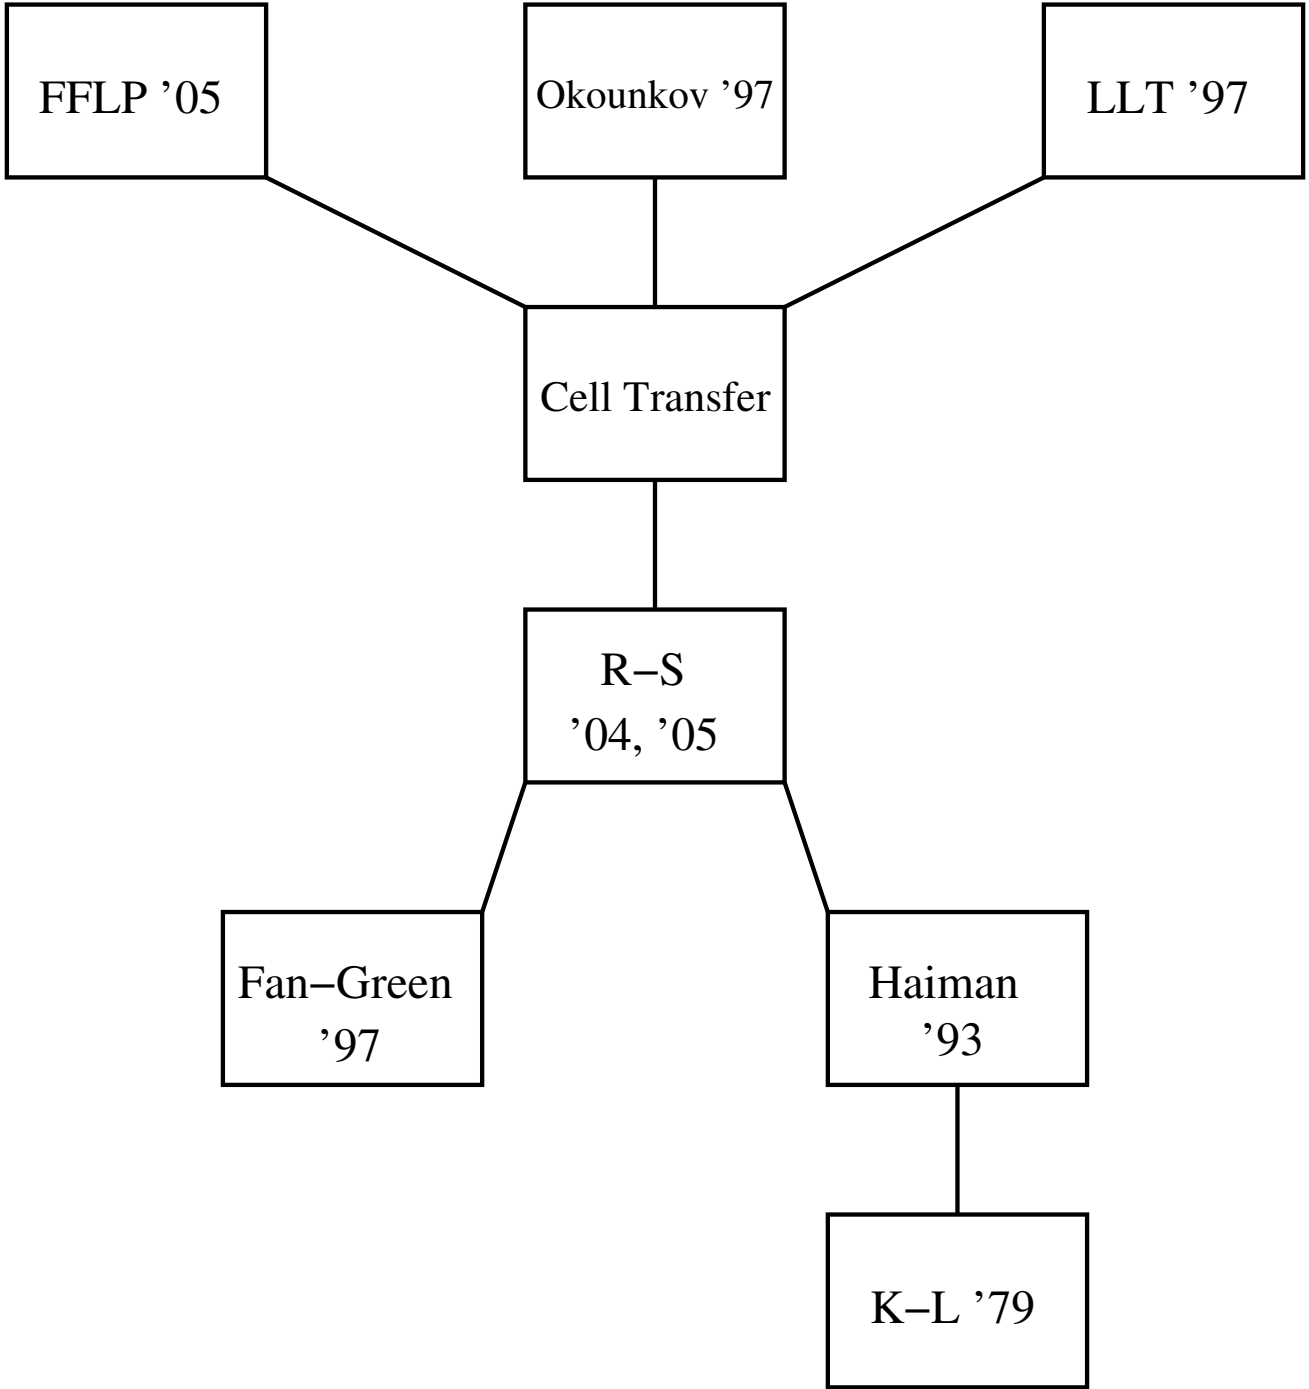 FFLP ’05
Okounkov ’97
LLT ’97
Cell Transfer
R–S
’04, ’05
Fan–Green
’97
Haiman
’93
K–L ’79